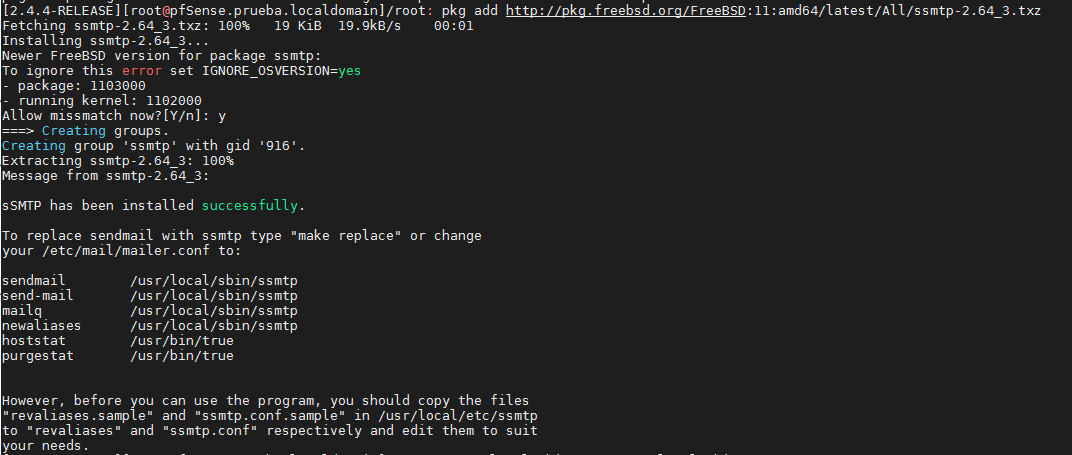 [2.4.4-RELEASE][root@pfSense.prueba.localdomain]/root: pkg add http://pkg.freebsd.org/FreeBSD:11:amd64/latest/All/ssmtp-2.64_3.txz
Fetching ssmtp-2.64_3.txz: 100%   19 KiB  19.9kB/s    00:01
Installing ssmtp-2.64_3...
Newer FreeBSD version for package ssmtp:
To ignore this error set IGNORE_OSVERSION=yes
- package: 1103000
- running kernel: 1102000
Allow missmatch now?[Y/n]: y
===> Creating groups.
Creating group 'ssmtp' with gid '916'.
Extracting ssmtp-2.64_3: 100%
Message from ssmtp-2.64_3:
sSMTP has been installed successfully.
To replace sendmail with ssmtp type "make replace" or change
your /etc/mail/mailer.conf to:
sendmail        /usr/local/sbin/ssmtp
send-mail       /usr/local/sbin/ssmtp
mailq           /usr/local/sbin/ssmtp
newaliases      /usr/local/sbin/ssmtp
hoststat        /usr/bin/true
purgestat       /usr/bin/true
However, before you can use the program, you should copy the files
"revaliases.sample" and "ssmtp.conf.sample" in /usr/local/etc/ssmtp
to "revaliases" and "ssmtp.conf" respectively and edit them to suit
your needs.